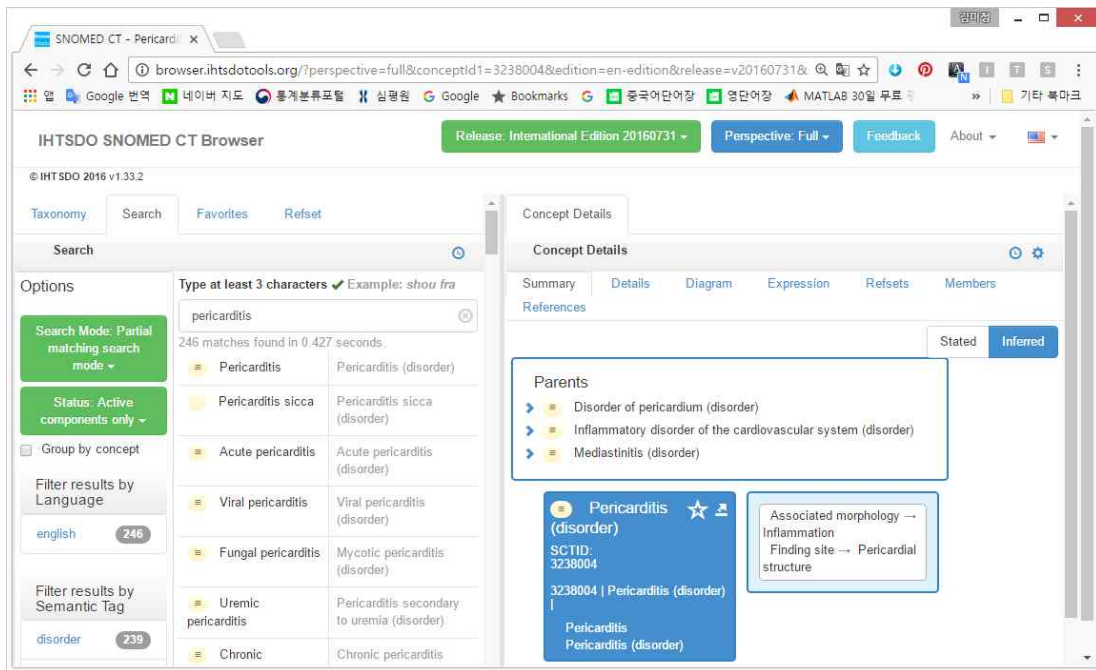 김미정
SNOMED CT - Pericardi
browser.ihtsdotools.org/?perspective=full&conceptId1=3238004&edition=en-edition&release=v20160731&
앱 Google 번역 네이버 지도 통계분류포털 심평원 Google Bookmarks 중국어단어장 영단어장 MATLAB 30일 무료 » 기타 북마크
IHTSDO SNOMED CT Browser
Release: International Edition 20160731
Perspective: Full
Feedback
About
© IHTSDO 2016 v1.33.2
Taxonomy Search Favorites Refset
Search
Options
Search Mode: Partial
matching search
mode
Status: Active
components only
Group by concept
Filter results by
Language
english 246
Filter results by
Semantic Tag
disorder 239
Type at least 3 characters ✔ Example: shou fra
pericarditis
246 matches found in 0.427 seconds.
Pericarditis Pericarditis (disorder)
Pericarditis sicca Pericarditis sicca
(disorder)
Acute pericarditis Acute pericarditis
(disorder)
Viral pericarditis Viral pericarditis
(disorder)
Fungal pericarditis Mycotic pericarditis
(disorder)
Uremic Pericarditis secondary
pericarditis to uremia (disorder)
Chronic Chronic pericarditis
Concept Details
Concept Details
Summary Details Diagram Expression Refsets Members
References
Stated Inferred
Parents
Disorder of pericardium (disorder)
Inflammatory disorder of the cardiovascular system (disorder)
Mediastinitis (disorder)
Pericarditis
(disorder)
SCTID:
3238004
3238004 | Pericarditis (disorder)
|
Pericarditis
Pericarditis (disorder)
Associated morphology →
Inflammation
Finding site → Pericardial
structure